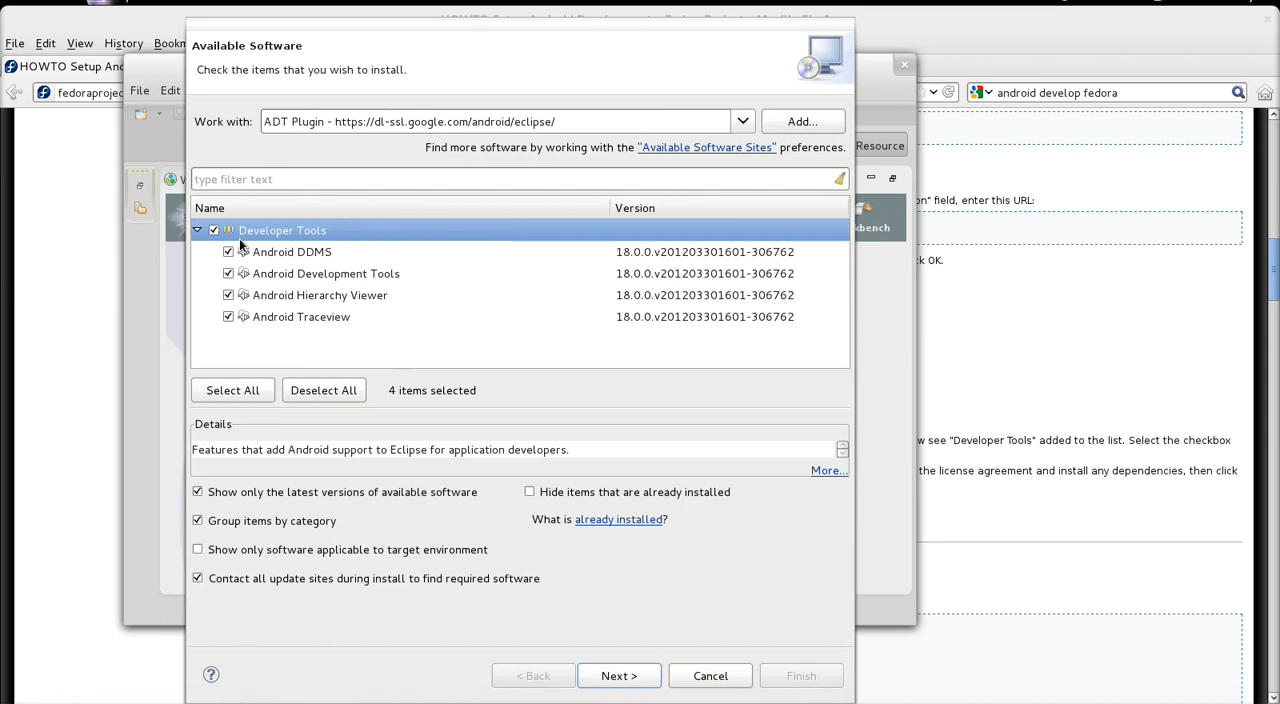 File Edit View History Bookm
HOWTO Setup And
fedoraprojec
android develop fedora
File Edit
Resource
kbench
Available Software
Check the items that you wish to install.
Work with: ADT Plugin - https://dl-ssl.google.com/android/eclipse/ Add...
Find more software by working with the "Available Software Sites" preferences.
type filter text
Name Version
Developer Tools
Android DDMS 18.0.0.v201203301601-306762
Android Development Tools 18.0.0.v201203301601-306762
Android Hierarchy Viewer 18.0.0.v201203301601-306762
Android Traceview 18.0.0.v201203301601-306762
Select All Deselect All 4 items selected
Details
Features that add Android support to Eclipse for application developers.
More...
Show only the latest versions of available software Hide items that are already installed
Group items by category What is already installed?
Show only software applicable to target environment
Contact all update sites during install to find required software
? < Back Next > Cancel Finish
on" field, enter this URL:
ck OK.
w see "Developer Tools" added to the list. Select the checkbox
the license agreement and install any dependencies, then click